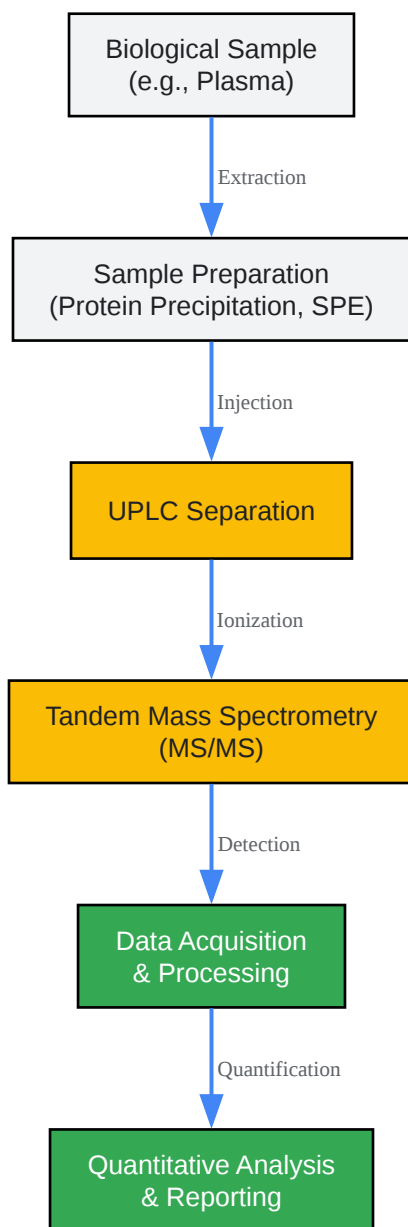 Biological Sample
(e.g., Plasma)
Extraction
Sample Preparation
(Protein Precipitation, SPE)
Injection
UPLC Separation
Ionization
Tandem Mass Spectrometry
(MS/MS)
Detection
Data Acquisition
& Processing
Quantification
Quantitative Analysis
& Reporting